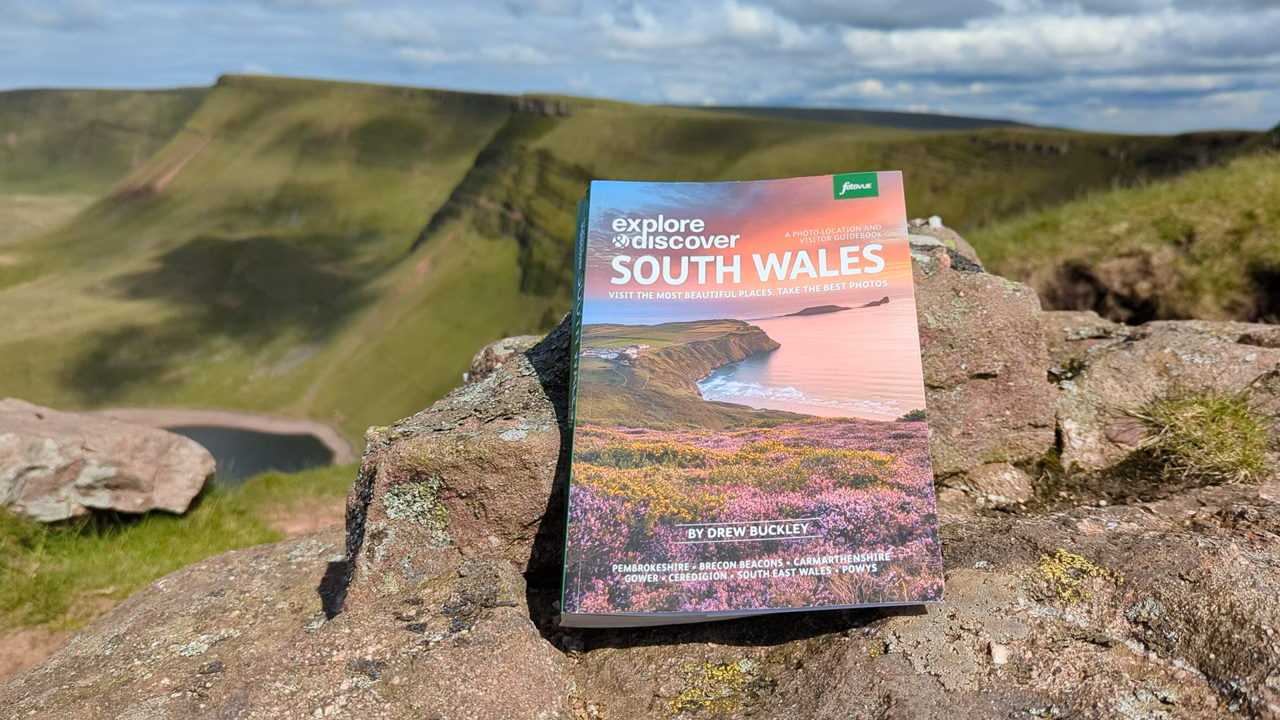 fotoVUE
explore
& discover
A PHOTO-LOCATION AND
VISITOR GUIDEBOOK
SOUTH WALES
VISIT THE MOST BEAUTIFUL PLACES, TAKE THE BEST PHOTOS
BY DREW BUCKLEY
PEMBROKESHIRE • BRECON BEACONS • CARMARTHENSHIRE
GOWER • CEREDIGION • SOUTH EAST WALES • POWYS